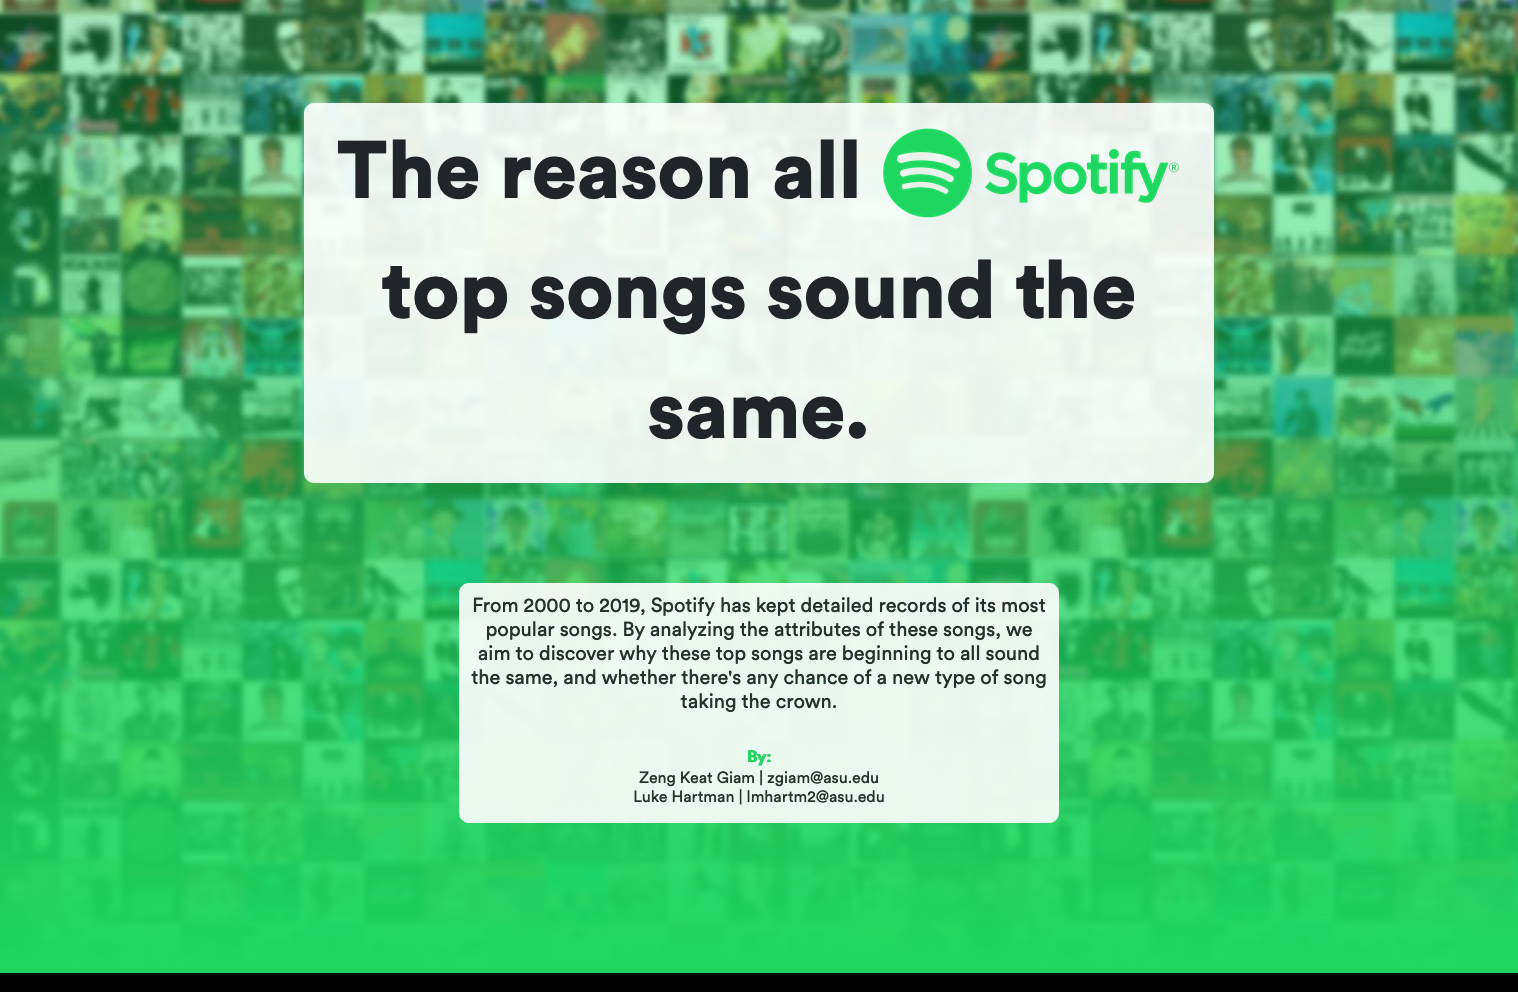 The reason all Spotify®
top songs sound the
same.
From 2000 to 2019, Spotify has kept detailed records of its most
popular songs. By analyzing the attributes of these songs, we
aim to discover why these top songs are beginning to all sound
the same, and whether there's any chance of a new type of song
taking the crown.
By:
Zeng Keat Giam | zgiam@asu.edu
Luke Hartman | lmhartm2@asu.edu